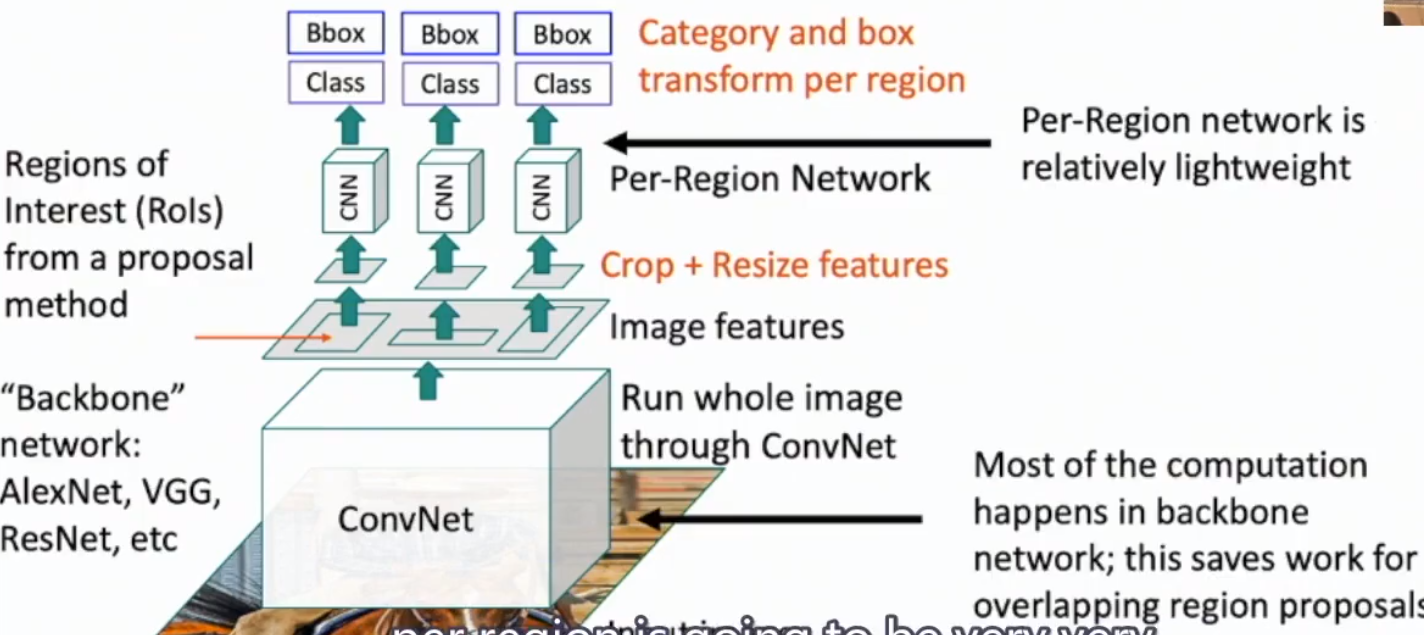 Bbox Bbox Bbox
Class Class Class
Category and box
transform per region
Per-Region network is
relatively lightweight
Regions of
Interest (RoIs)
from a proposal
method
CNN CNN CNN
Per-Region Network
Crop + Resize features
Image features
"Backbone"
network:
AlexNet, VGG,
ResNet, etc
Run whole image
through ConvNet
ConvNet
Most of the computation
happens in backbone
network; this saves work for
overlapping region proposals
per region is going to be very very